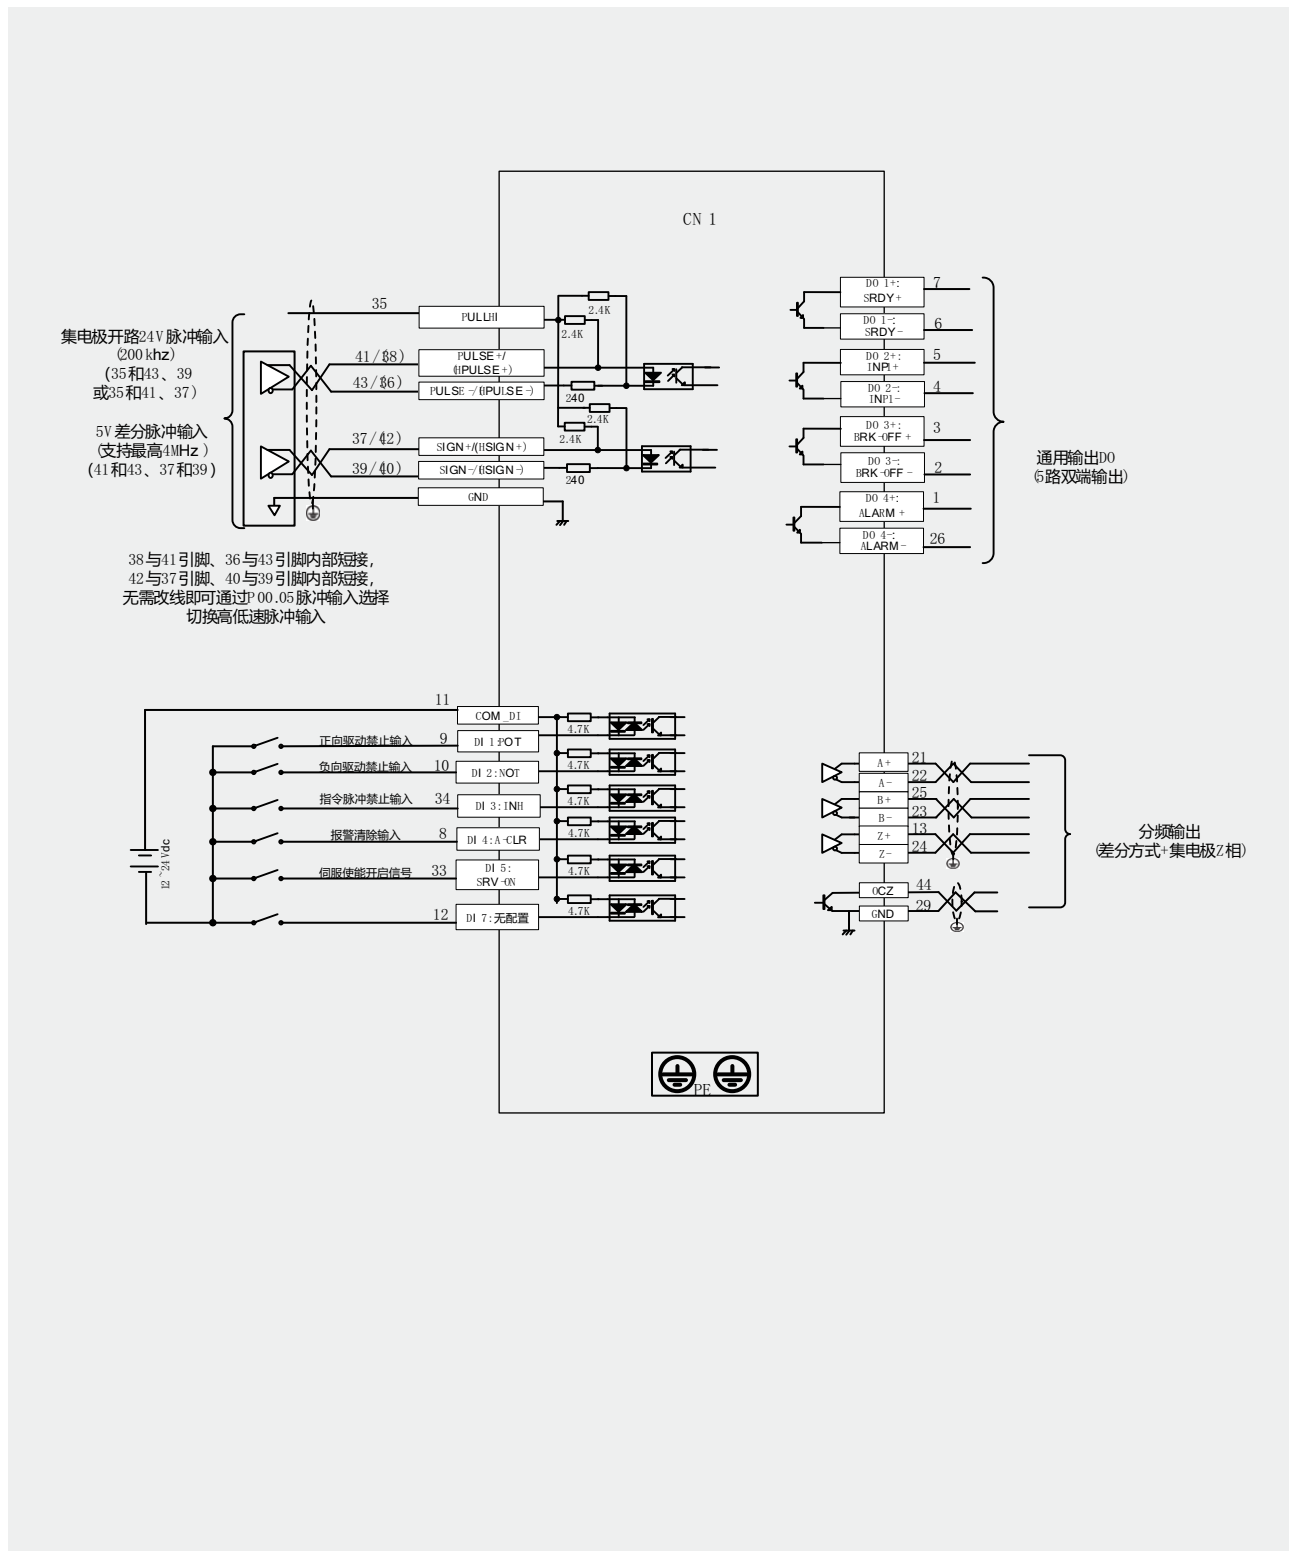 CN 1
35
PULLHI
2.4K
2.4K
集电极开路24V脉冲输入
(200khz)
(35和43、39
或35和41、37)
5V差分脉冲输入
(支持最高4MHz)
(41和43、37和39)
41/(38)
PULSE+/
(HPULSE+)
43/(36)
PULSE-/(HPULSE-)
240
2.4K
2.4K
37/(42)
SIGN+/(HSIGN+)
39/(40)
SIGN-/(HSIGN-)
240
GND
38与41引脚、36与43引脚内部短接,
42与37引脚、40与39引脚内部短接,
无需改线即可通过P00.05脉冲输入选择
切换高低速脉冲输入
DO 1+:
SRDY+
7
DO 1-:
SRDY-
6
DO 2+:
INP1+
5
DO 2-:
INP1-
4
DO 3+:
BRK-OFF+
3
DO 3-:
BRK-OFF-
2
DO 4+:
ALARM+
1
DO 4-:
ALARM-
26
通用输出DO
(5路双端输出)
11
COM_DI
4.7K
正向驱动禁止输入
9
DI 1:POT
4.7K
负向驱动禁止输入
10
DI 2:NOT
4.7K
指令脉冲禁止输入
34
DI 3:INH
4.7K
报警清除输入
8
DI 4:A-CLR
4.7K
伺服使能开启信号
33
DI 5:
SRV-ON
4.7K
12
DI 7:无配置
12~24Vdc
A+
21
A-
22
B+
25
B-
23
Z+
13
Z-
24
OCZ
44
GND
29
分频输出
(差分方式+集电极Z相)
PE